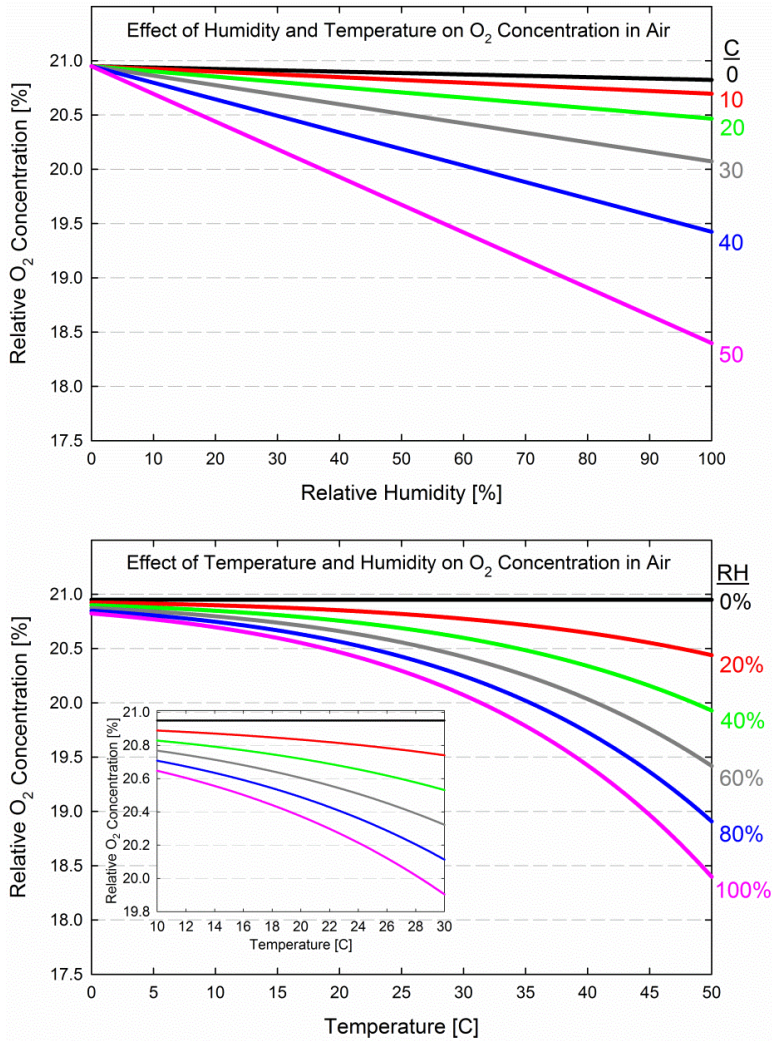 Effect of Humidity and Temperature on O₂ Concentration in Air
C
21.0
0
10
20.5
20
20.0
30
19.5
40
19.0
18.5
50
18.0
17.5
Relative O₂ Concentration [%]
0 10 20 30 40 50 60 70 80 90 100
Relative Humidity [%]
Effect of Temperature and Humidity on O₂ Concentration in Air
RH
21.0
0%
20.5
20%
20.0
40%
19.5
60%
19.0
80%
18.5
100%
18.0
17.5
Relative O₂ Concentration [%]
21.0
20.8
20.6
20.4
20.2
20.0
19.8
Relative O₂ Concentration [%]
10 12 14 16 18 20 22 24 26 28 30
Temperature [C]
0 5 10 15 20 25 30 35 40 45 50
Temperature [C]